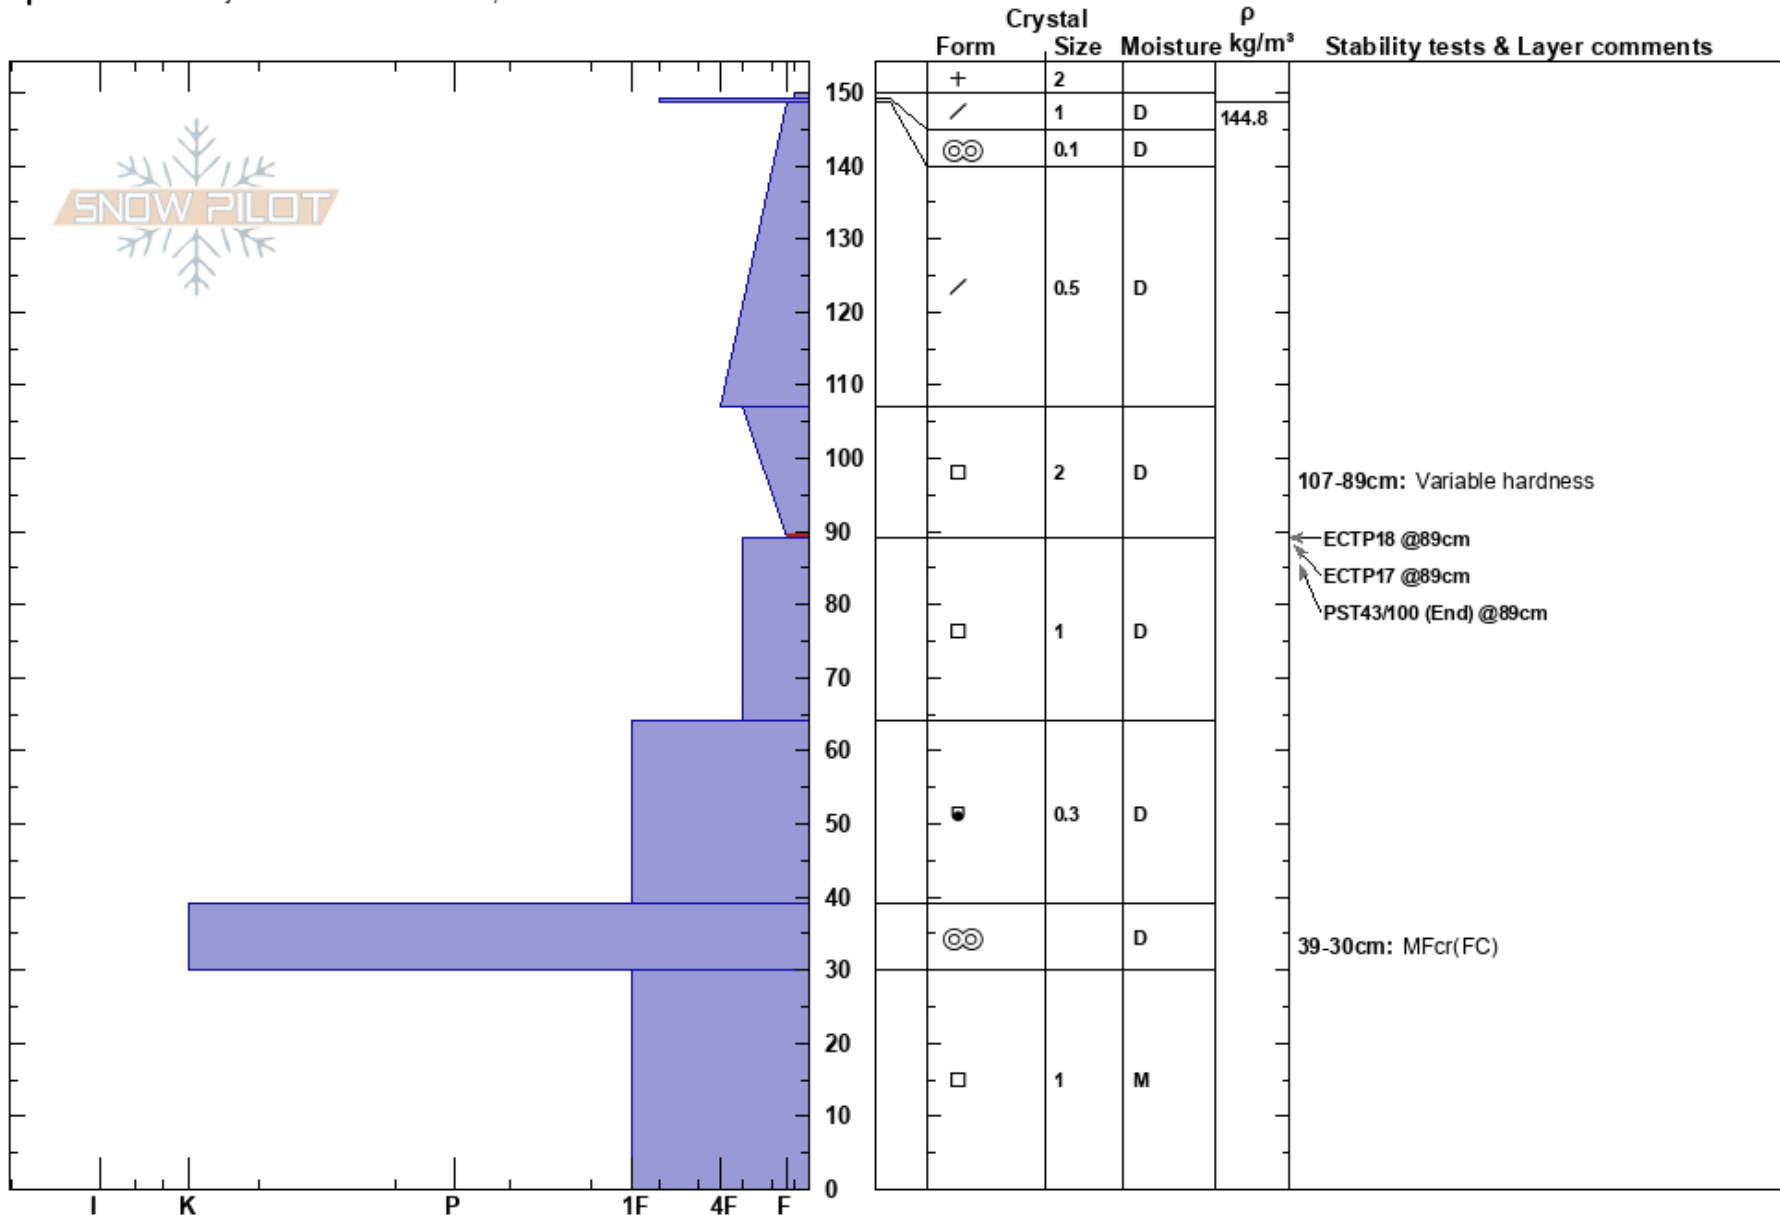 Crystal
ρ
Form Size Moisture kg/m³ Stability tests & Layer comments
+ 2
150
/ 1 D 144.8
0.1 D
140
130
/ 0.5 D
120
110
100
2 D 107-89cm: Variable hardness
90
ECTP18 @89cm
ECTP17 @89cm
80
PST43/100 (End) @89cm
1 D
70
60
50
0.3 D
40
D 39-30cm: MFcr(FC)
30
20
1 M
10
0
I K P 1F 4F F
SNOW PILOT